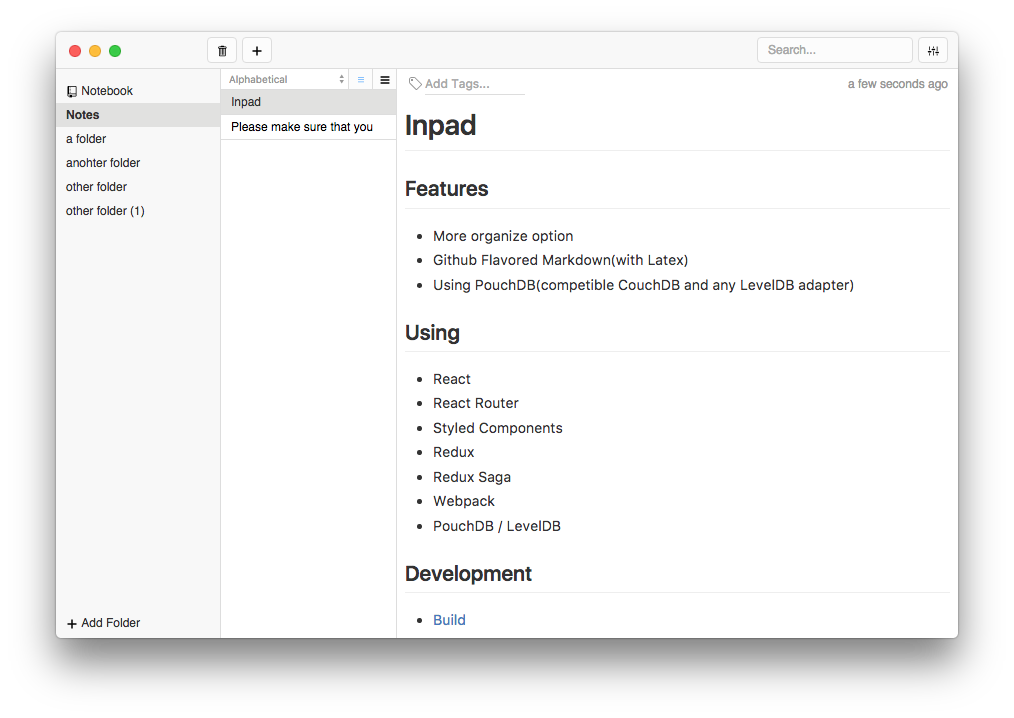 Search...
Notebook
Notes
a folder
anohter folder
other folder
other folder (1)
Add Folder
Alphabetical
Inpad
Please make sure that you
Add Tags...
a few seconds ago
Inpad
Features
More organize option
Github Flavored Markdown(with Latex)
Using PouchDB(competible CouchDB and any LevelDB adapter)
Using
React
React Router
Styled Components
Redux
Redux Saga
Webpack
PouchDB / LevelDB
Development
Build